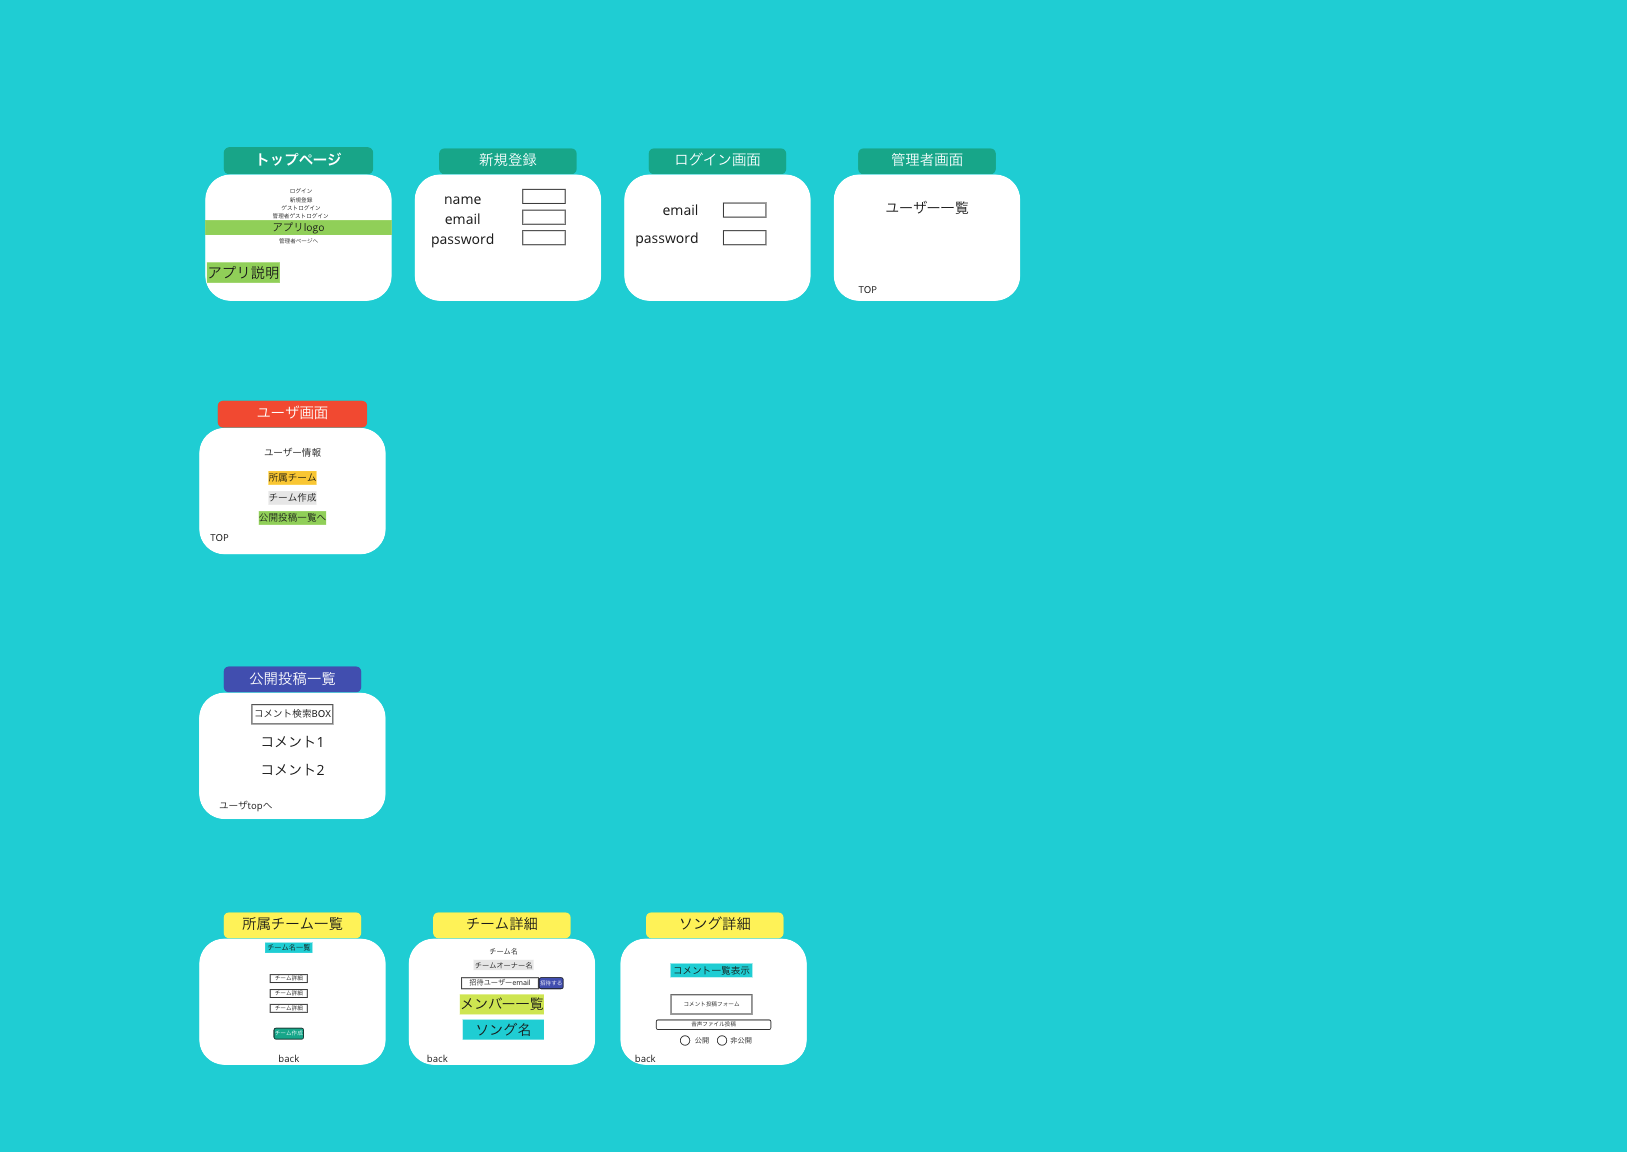 トップページ
ログイン
新規登録
ゲストログイン
管理者ゲストログイン
アプリlogo
管理者ページへ
アプリ説明
新規登録
name
email
password
ログイン画面
email
password
管理者画面
ユーザー一覧
TOP
ユーザ画面
ユーザー情報
所属チーム
チーム作成
公開投稿一覧へ
TOP
公開投稿一覧
コメント検索BOX
コメント1
コメント2
ユーザtopへ
所属チーム一覧
チーム名一覧
チーム詳細
チーム詳細
チーム詳細
チーム作成
back
チーム詳細
チーム名
チームオーナー名
招待ユーザーemail 招待する
メンバー一覧
ソング名
back
ソング詳細
コメント一覧表示
コメント投稿フォーム
音声ファイル投稿
公開 非公開
back